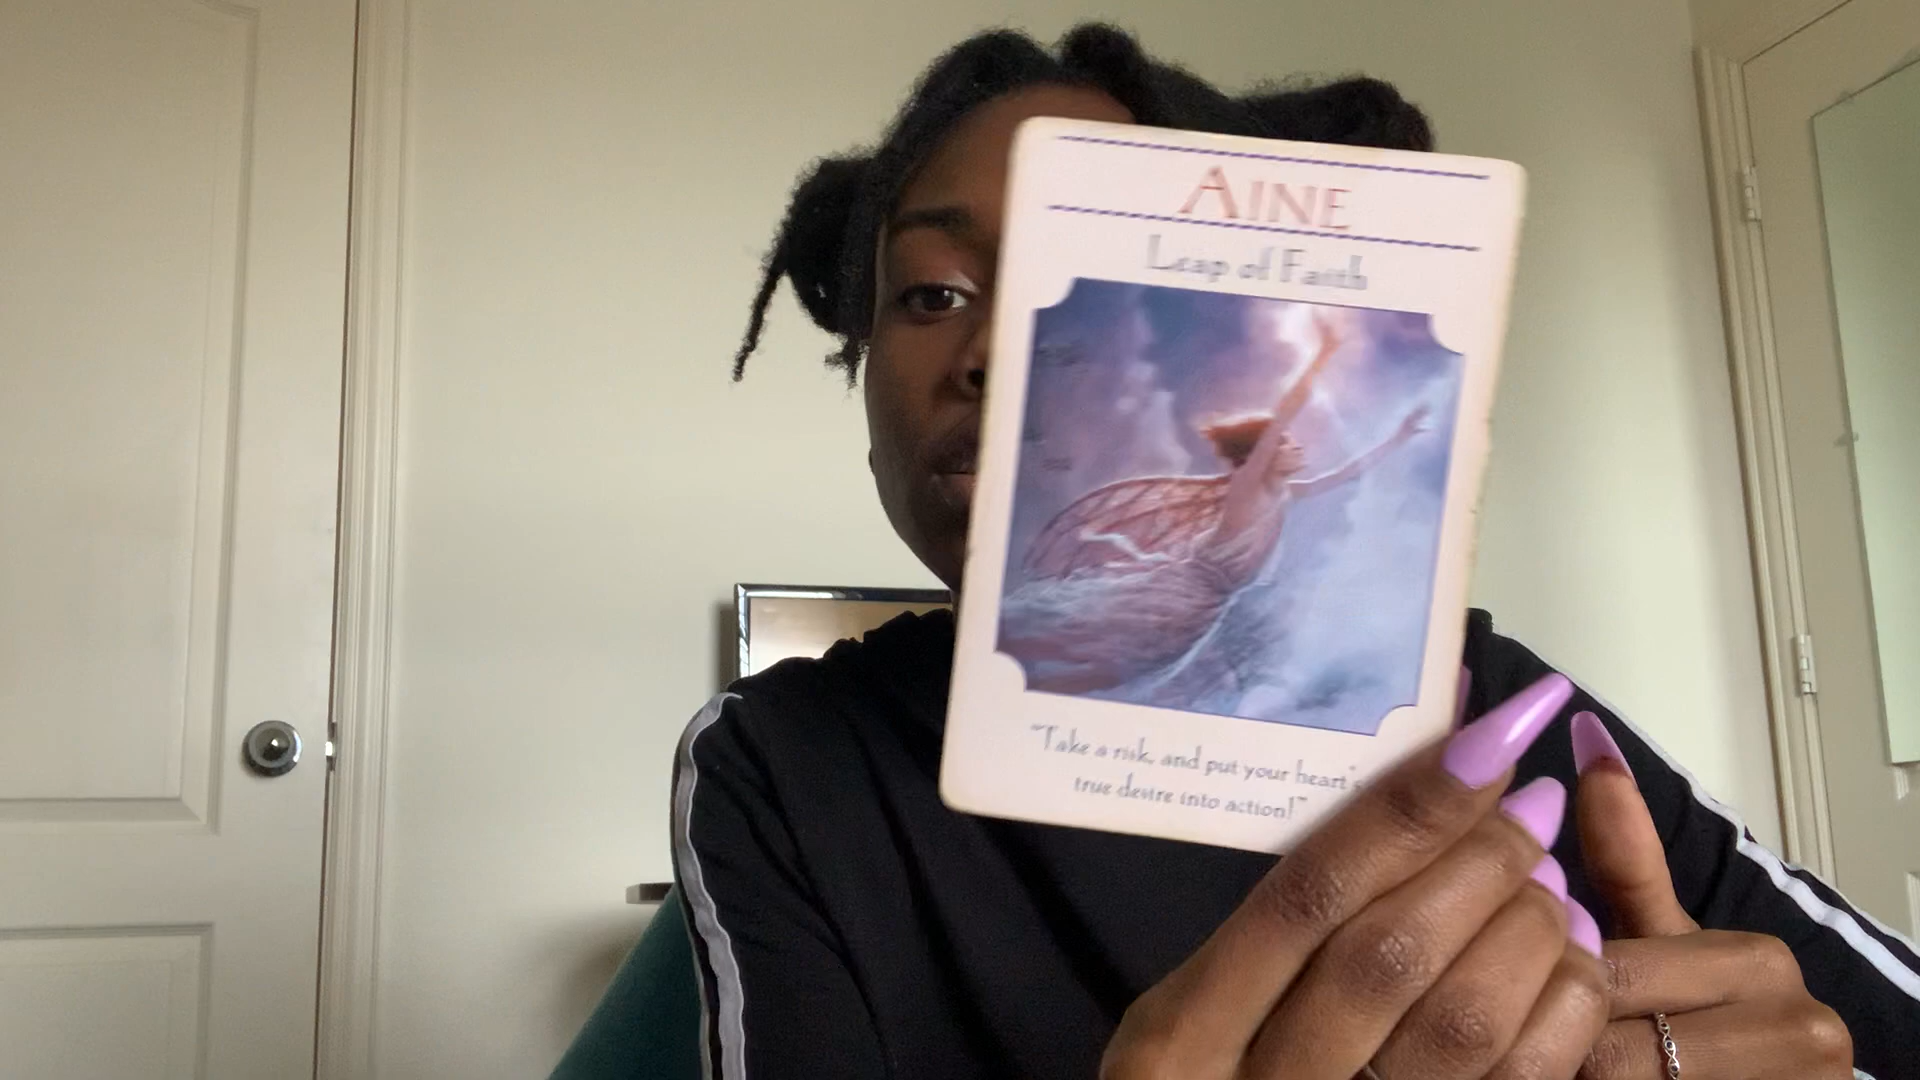 AINE
Leap of Faith
"Take a risk, and put your heart's
true desire into action!"